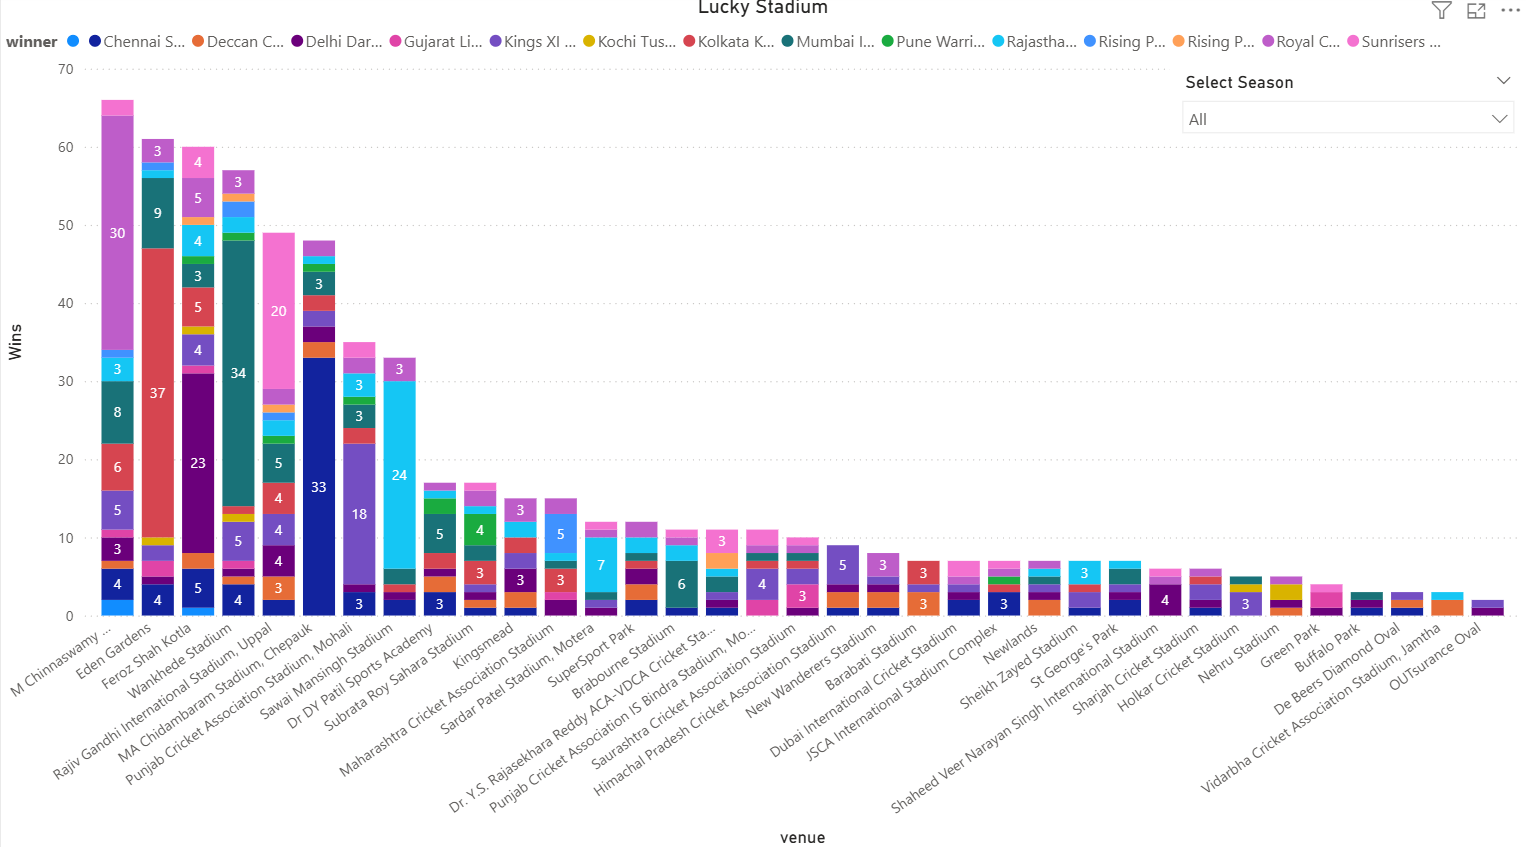 Lucky Stadium
winner Chennai S... Deccan C... Delhi Dar... Gujarat Li... Kings XI ... Kochi Tus... Kolkata K... Mumbai I... Pune Warri... Rajastha... Rising P... Rising P... Royal C... Sunrisers ...
Select Season
All
Wins
70
60
50
40
30
20
10
0
30
3
8
6
5
3
4
3
9
37
4
4
5
4
3
5
4
23
5
3
34
5
4
20
5
4
4
4
3
3
33
3
3
18
3
3
24
5
3
4
3
3
3
5
3
7
6
3
4
3
5
3
3
3
3
3
4
3
M Chinnaswamy ...
Eden Gardens
Feroz Shah Kotla
Wankhede Stadium
Rajiv Gandhi International Stadium, Uppal
MA Chidambaram Stadium, Chepauk
Punjab Cricket Association Stadium, Mohali
Sawai Mansingh Stadium
Dr DY Patil Sports Academy
Subrata Roy Sahara Stadium
Kingsmead
Maharashtra Cricket Association Stadium
Sardar Patel Stadium, Motera
SuperSport Park
Brabourne Stadium
Dr. Y.S. Rajasekhara Reddy ACA-VDCA Cricket Sta...
Punjab Cricket Association IS Bindra Stadium, Mo...
Saurashtra Cricket Association Stadium
Himachal Pradesh Cricket Association Stadium
New Wanderers Stadium
Barabati Stadium
Dubai International Cricket Stadium
JSCA International Stadium Complex
Newlands
Sheikh Zayed Stadium
St George's Park
Shaheed Veer Narayan Singh International Stadium
Sharjah Cricket Stadium
Holkar Cricket Stadium
Nehru Stadium
Green Park
Buffalo Park
De Beers Diamond Oval
Vidarbha Cricket Association Stadium, Jamtha
OUTsurance Oval
venue